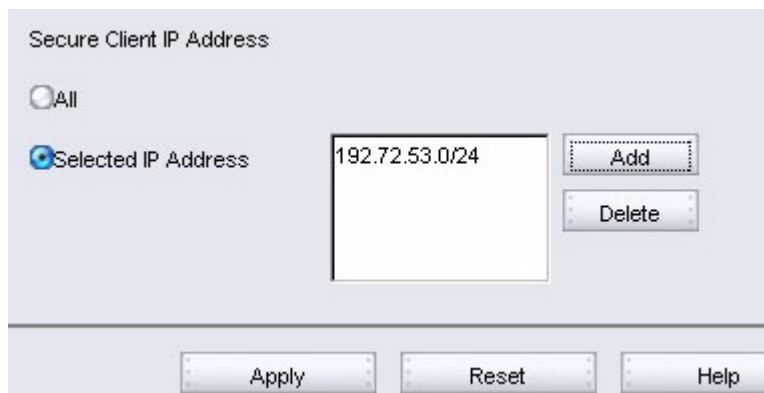 Secure Client IP Address
All
Selected IP Address
192.72.53.0/24
Add
Delete
Apply
Reset
Help